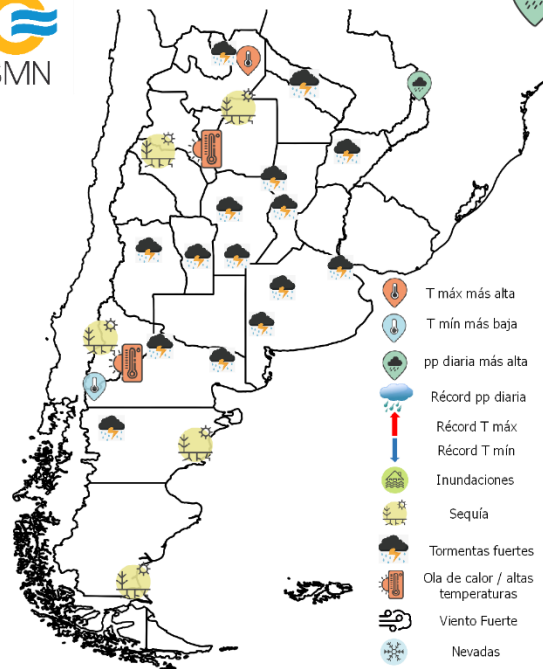 SMN
T máx más alta
T mín más baja
pp diaria más alta
Récord pp diaria
Récord T máx
Récord T mín
Inundaciones
Sequía
Tormentas fuertes
Ola de calor / altas
temperaturas
Viento Fuerte
Nevadas